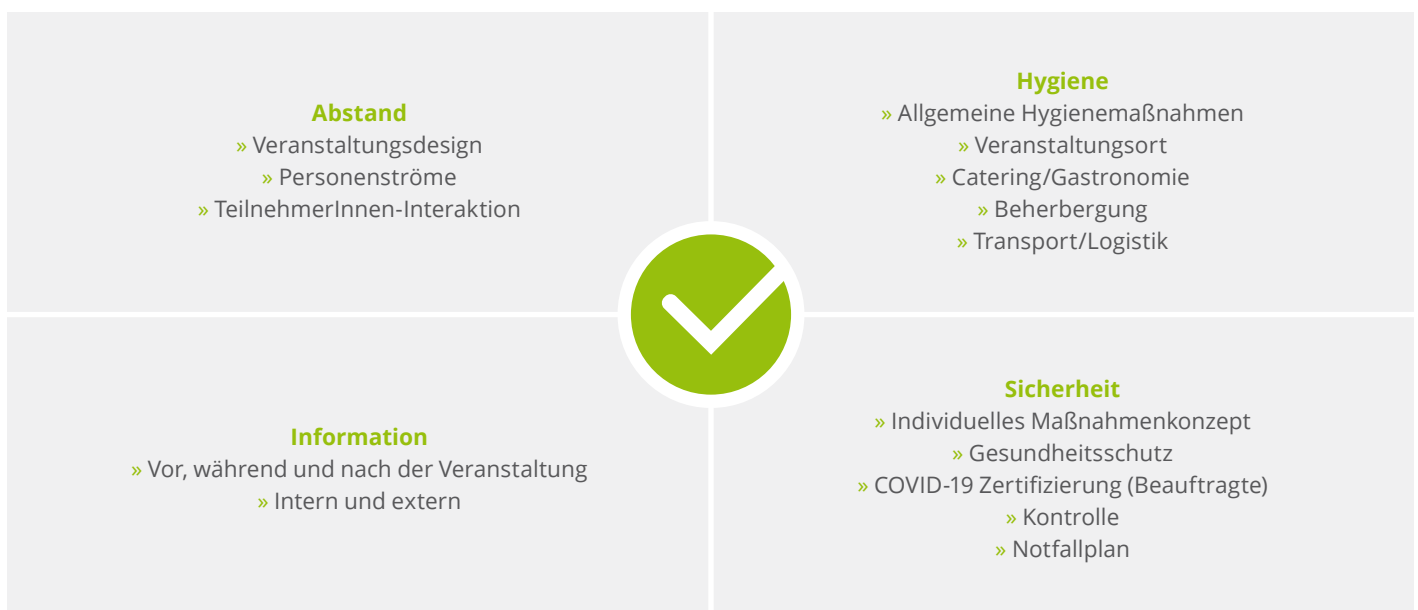 Abstand
» Veranstaltungsdesign
» Personenströme
» TeilnehmerInnen-Interaktion
Hygiene
» Allgemeine Hygienemaßnahmen
» Veranstaltungsort
» Catering/Gastronomie
» Beherbergung
» Transport/Logistik
Information
» Vor, während und nach der Veranstaltung
» Intern und extern
Sicherheit
» Individuelles Maßnahmenkonzept
» Gesundheitsschutz
» COVID-19 Zertifizierung (Beauftragte)
» Kontrolle
» Notfallplan